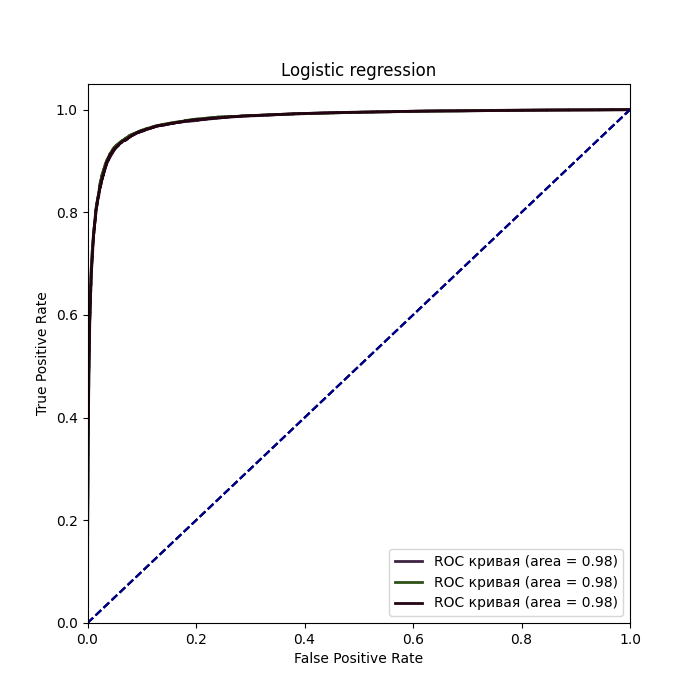 Logistic regression
True Positive Rate
1.0
0.8
0.6
0.4
0.2
0.0
ROC кривая (area = 0.98)
ROC кривая (area = 0.98)
ROC кривая (area = 0.98)
0.0 0.2 0.4 0.6 0.8 1.0
False Positive Rate